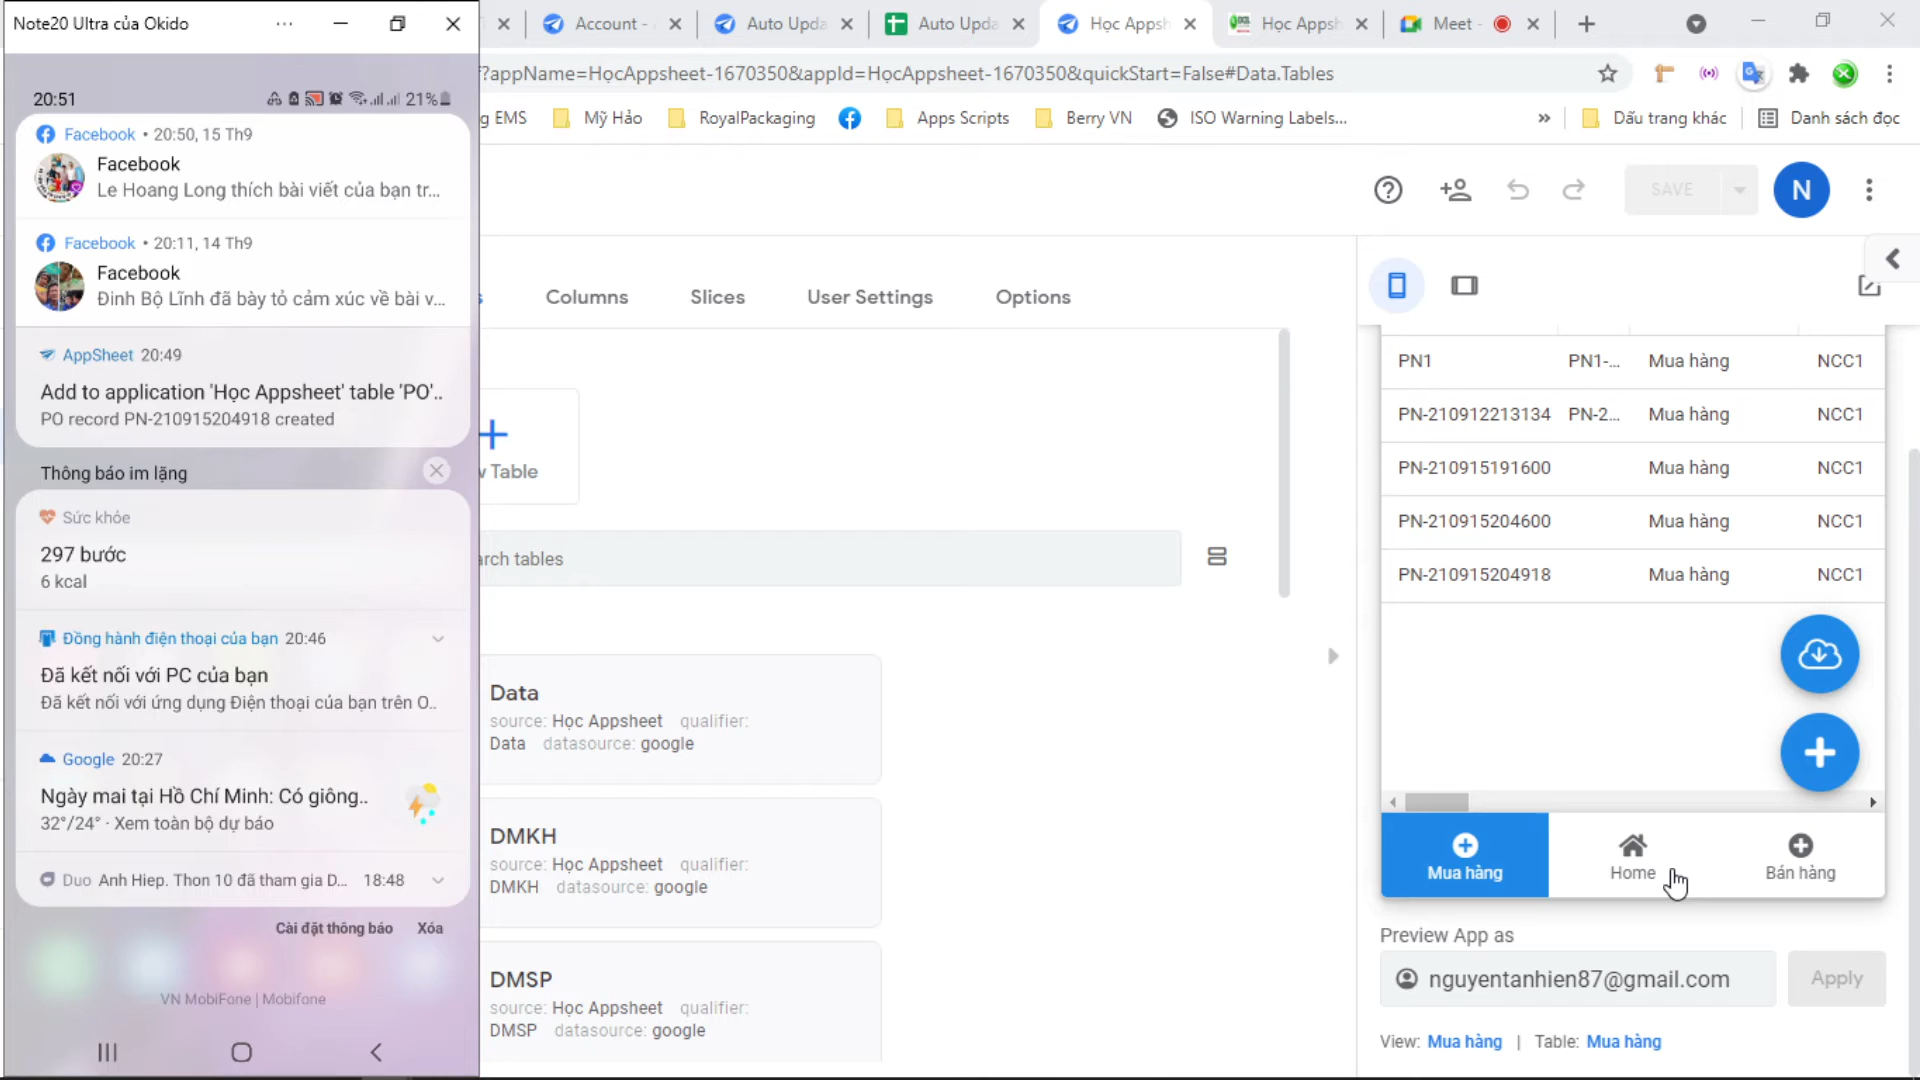 Note20 Ultra của Okido
20:51
21%
Facebook • 20:50, 15 Th9
Facebook
Le Hoang Long thích bài viết của bạn tr...
Facebook • 20:11, 14 Th9
Facebook
Đinh Bộ Lĩnh đã bày tỏ cảm xúc về bài v...
AppSheet 20:49
Add to application 'Học Appsheet' table 'PO'..
PO record PN-210915204918 created
Thông báo im lặng
Sức khỏe
297 bước
6 kcal
Đồng hành điện thoại của bạn 20:46
Đã kết nối với PC của bạn
Đã kết nối với ứng dụng Điện thoại của bạn trên O..
Google 20:27
Ngày mai tại Hồ Chí Minh: Có giông..
32°/24° · Xem toàn bộ dự báo
Duo Anh Hiep. Thon 10 đã tham gia D... 18:48
Cài đặt thông báo Xóa
VN MobiFone | Mobifone
Account -
Auto Upda
Auto Upda
Học Appsh
Học Appsh
Meet -
?appName=HọcAppsheet-1670350&appId=HọcAppsheet-1670350&quickStart=False#Data.Tables
g EMS
Mỹ Hảo
RoyalPackaging
Apps Scripts
Berry VN
ISO Warning Labels...
»
Dấu trang khác
Danh sách đọc
SAVE
N
s
Columns
Slices
User Settings
Options
Table
arch tables
Data
source: Học Appsheet qualifier:
Data datasource: google
DMKH
source: Học Appsheet qualifier:
DMKH datasource: google
DMSP
source: Học Appsheet qualifier:
DMSP datasource: google
PN1 PN1-... Mua hàng NCC1
PN-210912213134 PN-2... Mua hàng NCC1
PN-210915191600 Mua hàng NCC1
PN-210915204600 Mua hàng NCC1
PN-210915204918 Mua hàng NCC1
Mua hàng
Home
Bán hàng
Preview App as
nguyentanhien87@gmail.com
Apply
View: Mua hàng | Table: Mua hàng